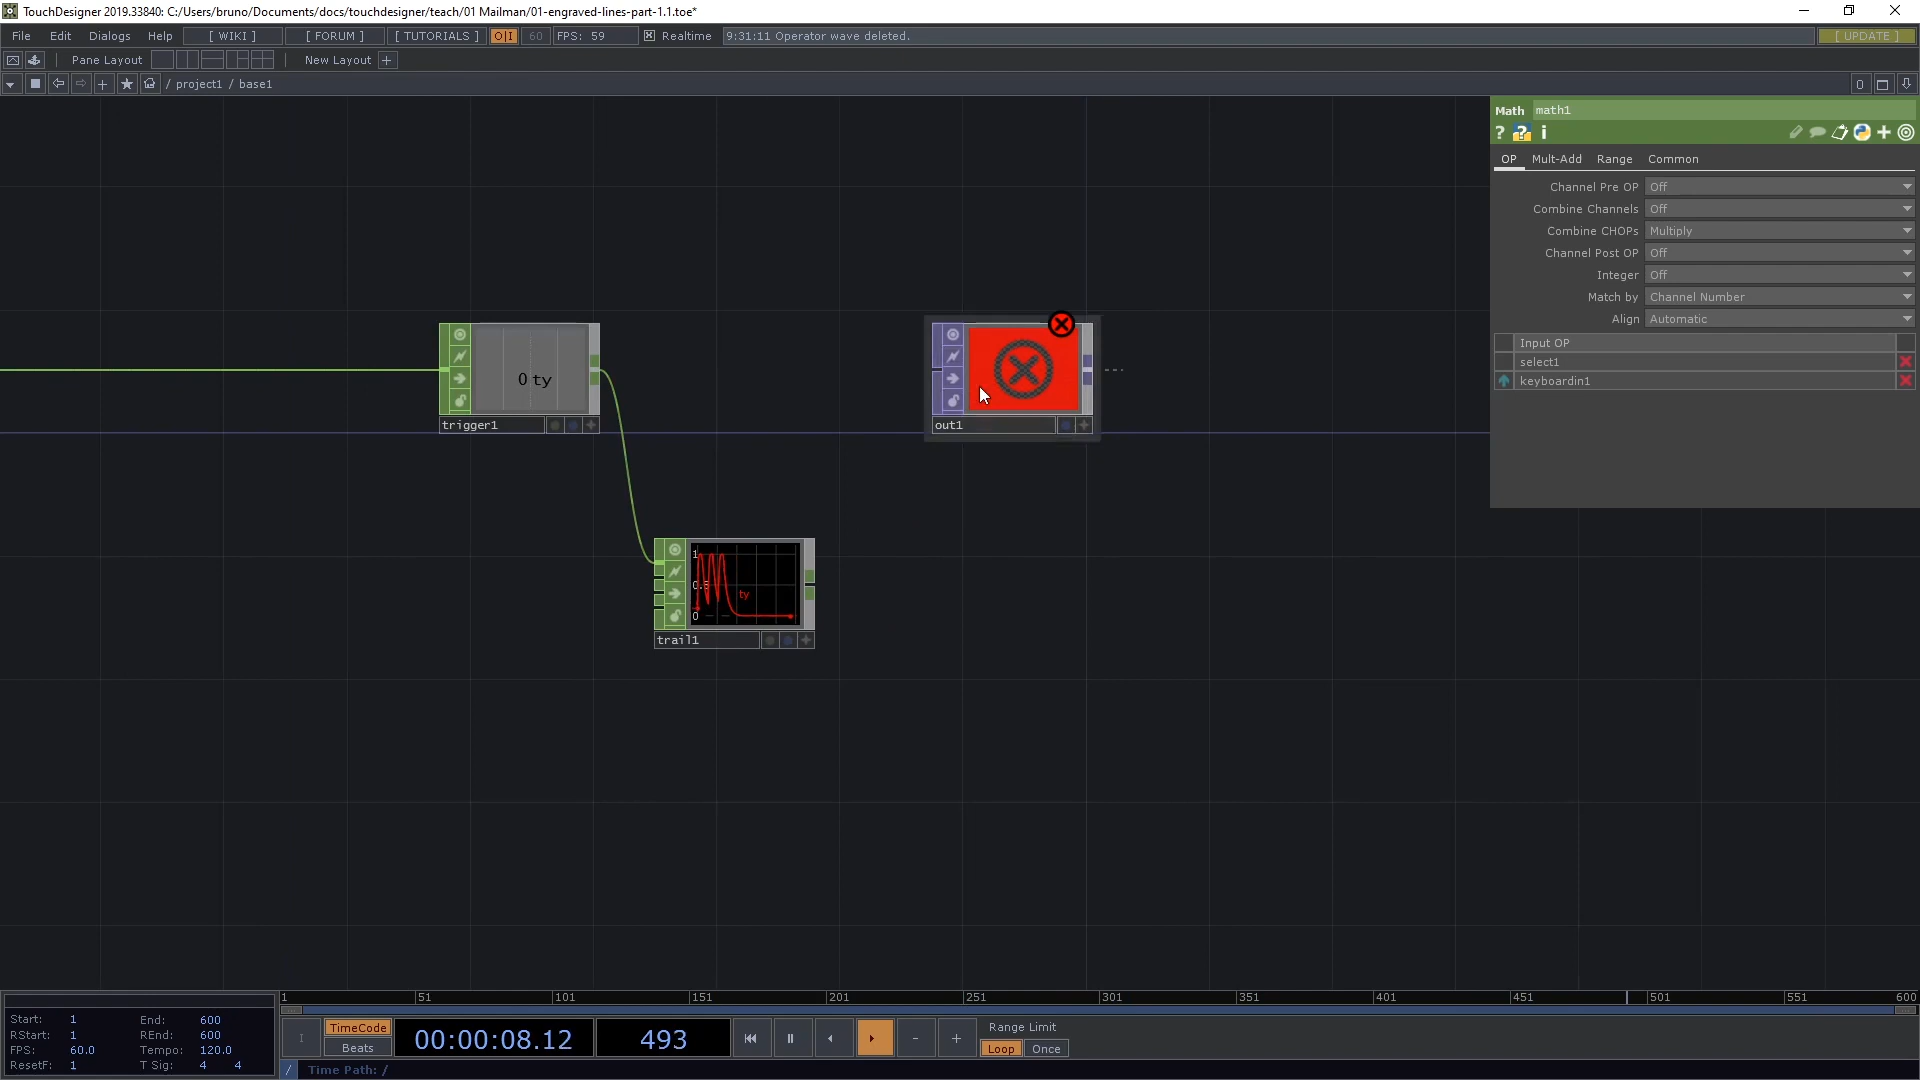 TouchDesigner 2019.33840: C:/Users/bruno/Documents/docs/touchdesigner/teach/01 Mailman/01-engraved-lines-part-1.1.toe*
File Edit Dialogs Help [ WIKI ] [ FORUM ] [ TUTORIALS ] O|I 60 FPS: 59 Realtime 9:31:11 Operator wave deleted. [ UPDATE ]
Pane Layout New Layout +
/ project1 / base1 0
Math math1
? ? i
OP Mult-Add Range Common
Channel Pre OP Off
Combine Channels Off
Combine CHOPs Multiply
Channel Post OP Off
Integer Off
Match by Channel Number
Align Automatic
Input OP
select1
keyboardin1
0 ty
trigger1
out1
1
0.5
ty
0
trail1
1 51 101 151 201 251 301 351 401 451 501 551 600
Start: 1 End: 600
RStart: 1 REnd: 600
FPS: 60.0 Tempo: 120.0
ResetF: 1 T Sig: 4 4
I TimeCode Beats 00:00:08.12 493 - + Range Limit
Loop Once
/ Time Path: /